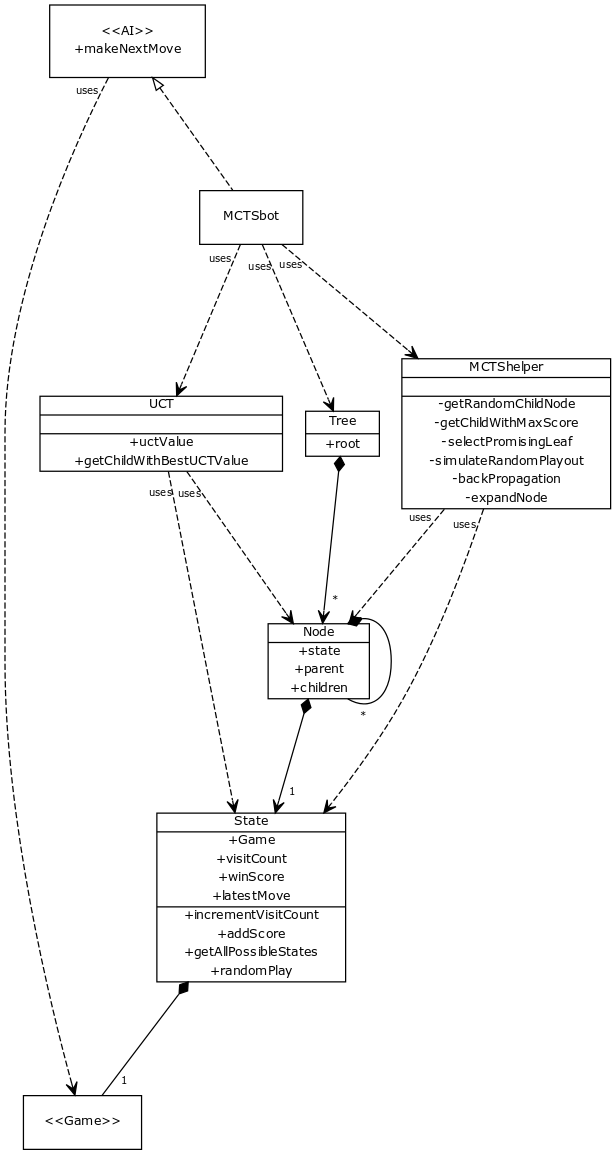 <<AI>>
+makeNextMove
uses
MCTSbot
uses
uses
uses
MCTShelper
-getRandomChildNode
-getChildWithMaxScore
-selectPromisingLeaf
-simulateRandomPlayout
-backPropagation
-expandNode
UCT
+uctValue
+getChildWithBestUCTValue
Tree
+root
uses
uses
uses
uses
*
Node
+state
+parent
+children
*
1
State
+Game
+visitCount
+winScore
+latestMove
+incrementVisitCount
+addScore
+getAllPossibleStates
+randomPlay
1
<<Game>>